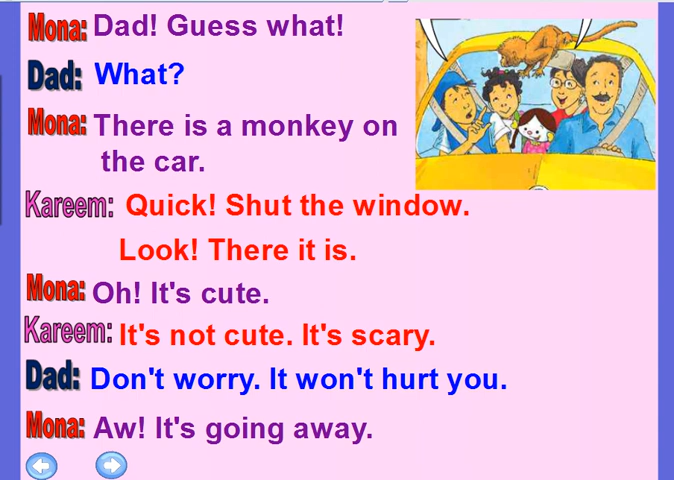 Mona: Dad! Guess what!
Dad: What?
Mona: There is a monkey on
the car.
Kareem: Quick! Shut the window.
Look! There it is.
Mona: Oh! It's cute.
Kareem: It's not cute. It's scary.
Dad: Don't worry. It won't hurt you.
Mona: Aw! It's going away.